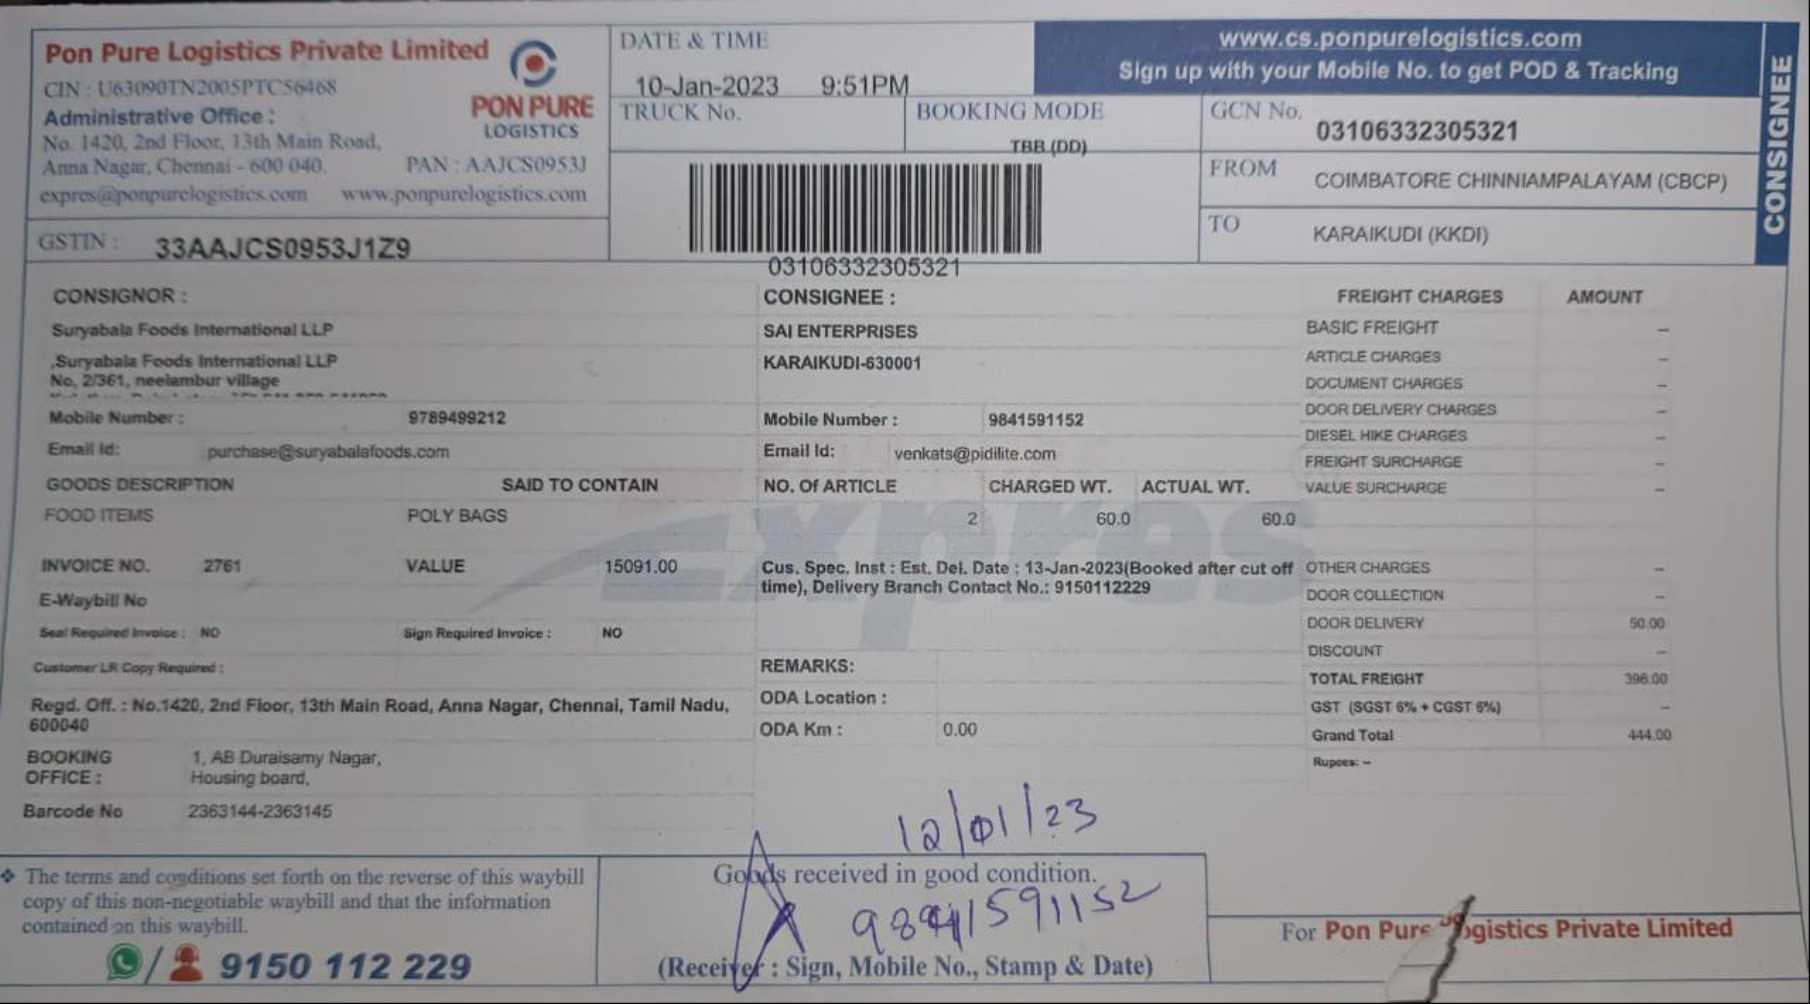 Pon Pure Logistics Private Limited
CIN : U63090TN2005PTC56468
Administrative Office :
No. 1420, 2nd Floor, 13th Main Road,
Anna Nagar, Chennai - 600 040. PAN : AAJCS0953J
expres@ponpurelogistics.com www.ponpurelogistics.com
PON PURE
LOGISTICS
GSTIN : 33AAJCS0953J1Z9
DATE & TIME
10-Jan-2023 9:51PM
TRUCK No.
BOOKING MODE
TBB (DD)
03106332305321
www.cs.ponpurelogistics.com
Sign up with your Mobile No. to get POD & Tracking
GCN No. 03106332305321
FROM COIMBATORE CHINNIAMPALAYAM (CBCP)
TO KARAIKUDI (KKDI)
CONSIGNEE
CONSIGNOR :
Suryabala Foods International LLP
,Suryabala Foods International LLP
No, 2/361, neelambur village
Mobile Number : 9789499212
Email Id: purchase@suryabalafoods.com
CONSIGNEE :
SAI ENTERPRISES
KARAIKUDI-630001
Mobile Number : 9841591152
Email Id: venkats@pidilite.com
GOODS DESCRIPTION SAID TO CONTAIN
FOOD ITEMS POLY BAGS
NO. Of ARTICLE CHARGED WT. ACTUAL WT.
2 60.0 60.0
Expres
INVOICE NO. 2761 VALUE 15091.00
E-Waybill No
Seal Required Invoice : NO Sign Required Invoice : NO
Customer LR Copy Required :
Cus. Spec. Inst : Est. Del. Date : 13-Jan-2023(Booked after cut off
time), Delivery Branch Contact No.: 9150112229
REMARKS:
ODA Location :
ODA Km : 0.00
Regd. Off. : No.1420, 2nd Floor, 13th Main Road, Anna Nagar, Chennai, Tamil Nadu,
600040
BOOKING 1, AB Duraisamy Nagar,
OFFICE : Housing board,
Barcode No 2363144-2363145
FREIGHT CHARGES AMOUNT
BASIC FREIGHT --
ARTICLE CHARGES --
DOCUMENT CHARGES --
DOOR DELIVERY CHARGES --
DIESEL HIKE CHARGES --
FREIGHT SURCHARGE --
VALUE SURCHARGE --
OTHER CHARGES --
DOOR COLLECTION --
DOOR DELIVERY 50.00
DISCOUNT --
TOTAL FREIGHT 396.00
GST (SGST 6% + CGST 6%) --
Grand Total 444.00
Rupees: --
❖ The terms and conditions set forth on the reverse of this waybill
copy of this non-negotiable waybill and that the information
contained on this waybill.
/ 9150 112 229
12/01/23
Goods received in good condition.
9841591152
(Receiver : Sign, Mobile No., Stamp & Date)
For Pon Pure Logistics Private Limited